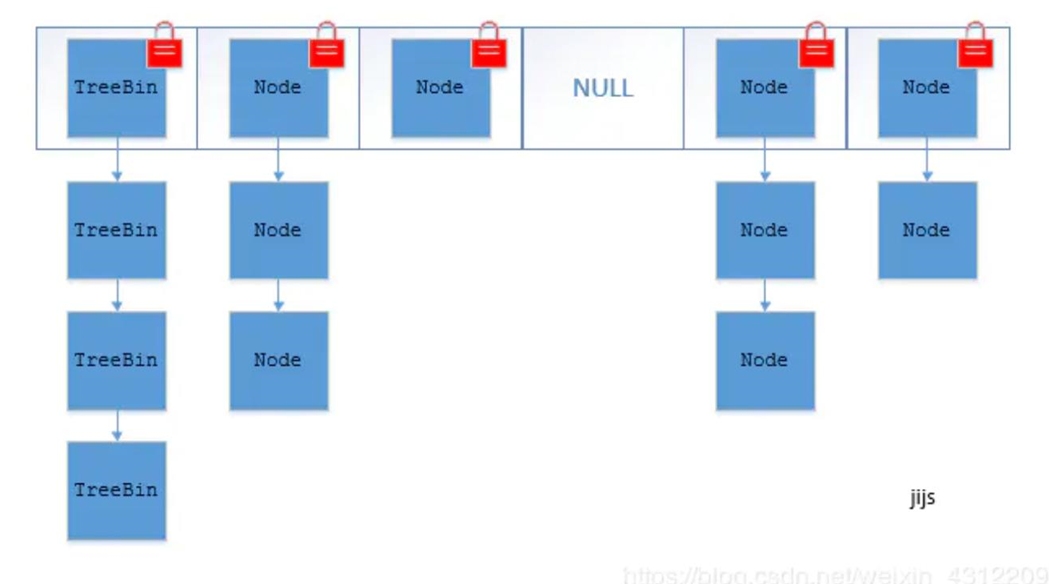 TreeBin Node Node NULL Node Node
TreeBin Node Node Node
TreeBin Node Node
TreeBin
jijs
https://blog.csdn.net/weixin_4312209